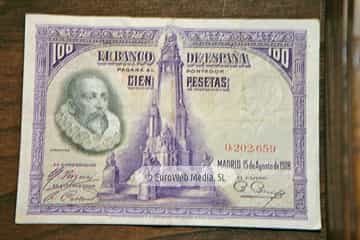 100 EL BANCO DE ESPAÑA 100
PAGARÁ AL PORTADOR
CIEN PESETAS
0,202,659
MADRID 15 de Agosto de 1928
© EuroWeb Media, SL